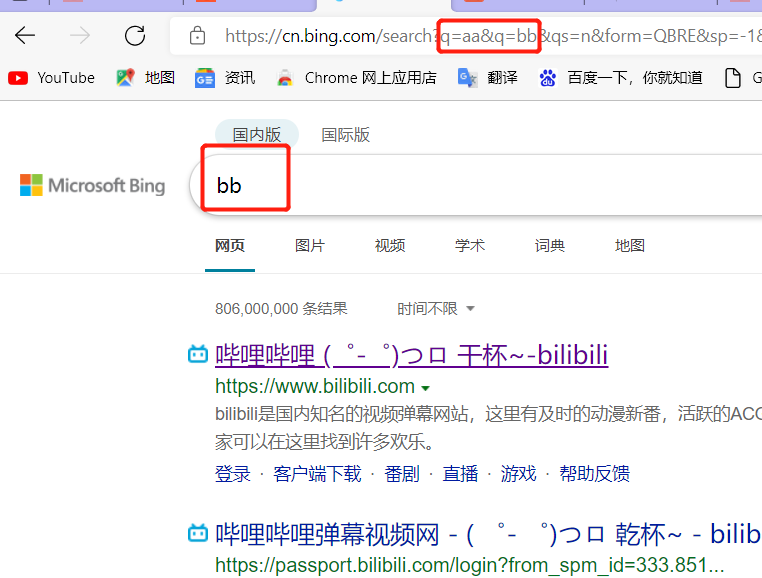 https://cn.bing.com/search?q=aa&q=bb&qs=n&form=QBRE&sp=-1&
YouTube 地图 资讯 Chrome 网上应用店 翻译 百度一下，你就知道 G
国内版 国际版
Microsoft Bing
bb
网页 图片 视频 学术 词典 地图
806,000,000 条结果 时间不限
哔哩哔哩 (゜-゜)つロ 干杯~-bilibili
https://www.bilibili.com
bilibili是国内知名的视频弹幕网站，这里有及时的动漫新番，活跃的ACG
家可以在这里找到许多欢乐。
登录 · 客户端下载 · 番剧 · 直播 · 游戏 · 帮助反馈
哔哩哔哩弹幕视频网 - ( ゜- ゜)つロ 乾杯~ - bilib
https://passport.bilibili.com/login?from_spm_id=333.851...